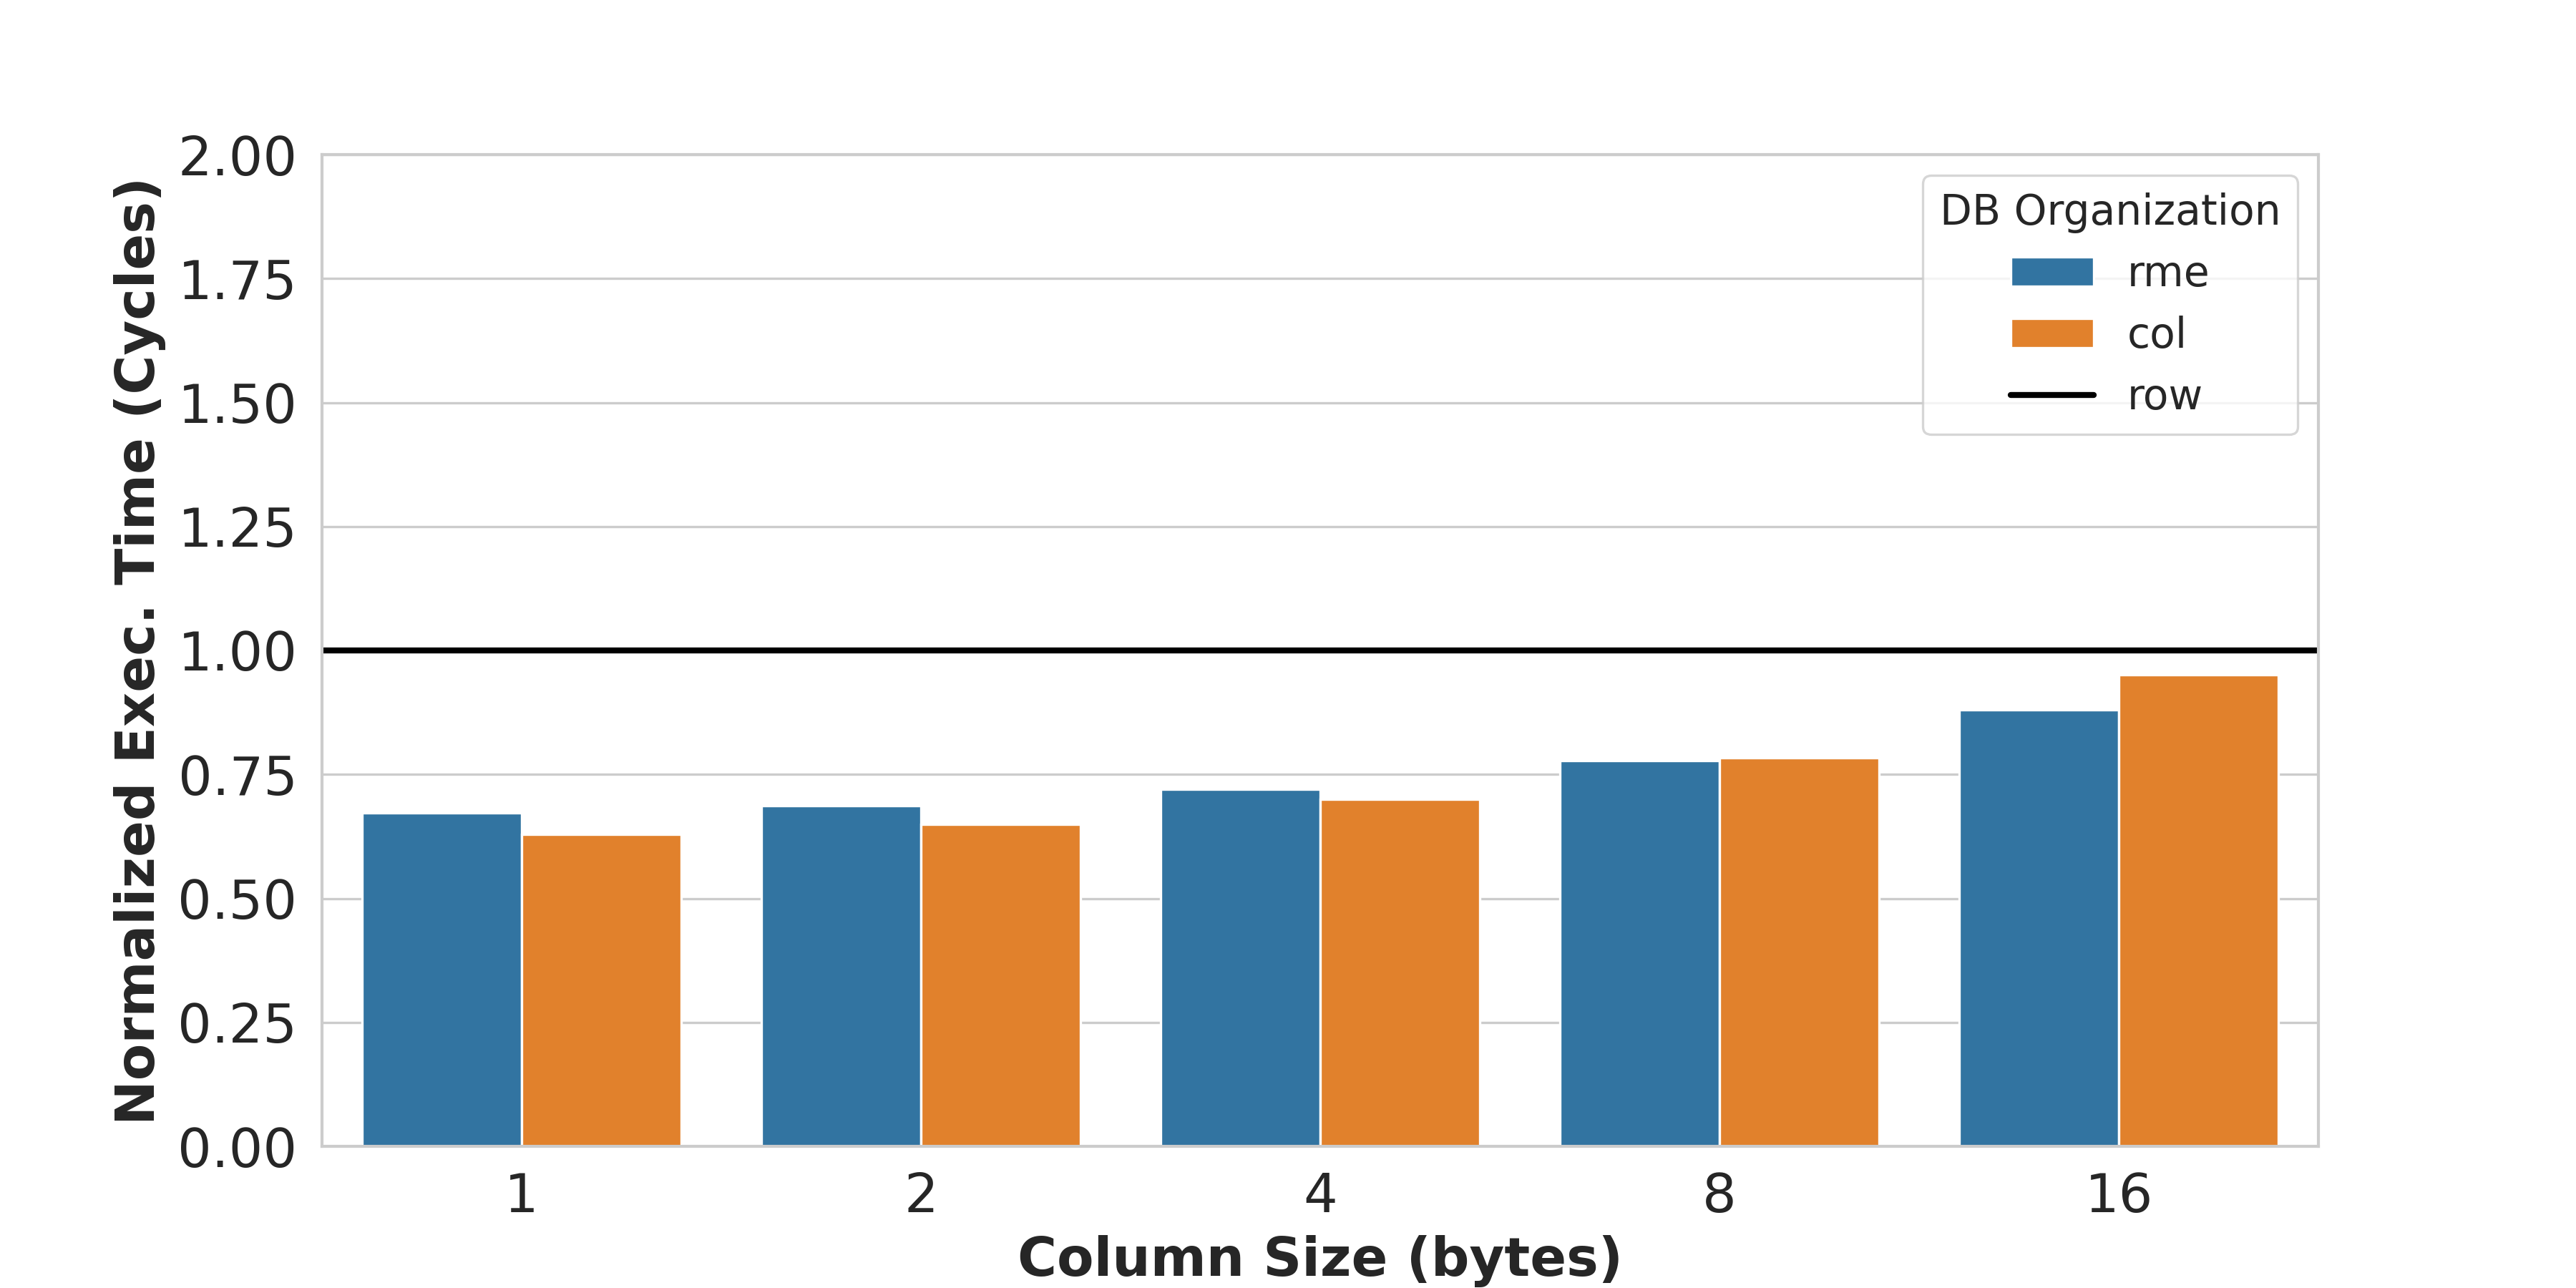 Normalized Exec. Time (Cycles)
2.00
1.75
1.50
1.25
1.00
0.75
0.50
0.25
0.00
DB Organization
rme
col
row
1 2 4 8 16
Column Size (bytes)